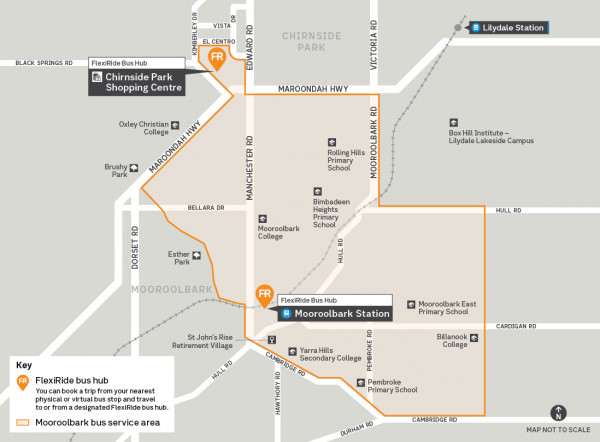 KIMBERLEY DR
VISTA
DR
EL CENTRO
EDWARD RD
CHIRNSIDE
PARK
VICTORIA RD
Lilydale Station
BLACK SPRINGS RD
FlexiRide Bus Hub
Chirnside Park
Shopping Centre
FR
MAROONDAH HWY
MAROONDAH HWY
Oxley Christian
College
Brushy
Park
MANCHESTER RD
Rolling Hills
Primary
School
MOOROOLBARK RD
Box Hill Institute –
Lilydale Lakeside Campus
Bimbadeen
Heights
Primary
School
BELLARA DR
HULL RD
Mooroolbark
College
HULL RD
DORSET RD
Esther
Park
MOOROOLBARK
FR
FlexiRide Bus Hub
Mooroolbark Station
Mooroolbark East
Primary School
CARDIGAN RD
St John's Rise
Retirement Village
Billanook
College
Yarra Hills
Secondary College
PEMBROKE RD
HULL RD
CAMBRIDGE RD
HAWTHORY RD
Pembroke
Primary School
DURHAM RD
CAMBRIDGE RD
Key
FR
FlexiRide bus hub
You can book a trip from your nearest
physical or virtual bus stop and travel
to or from a designated FlexiRide bus hub.
Mooroolbark bus service area
N
MAP NOT TO SCALE